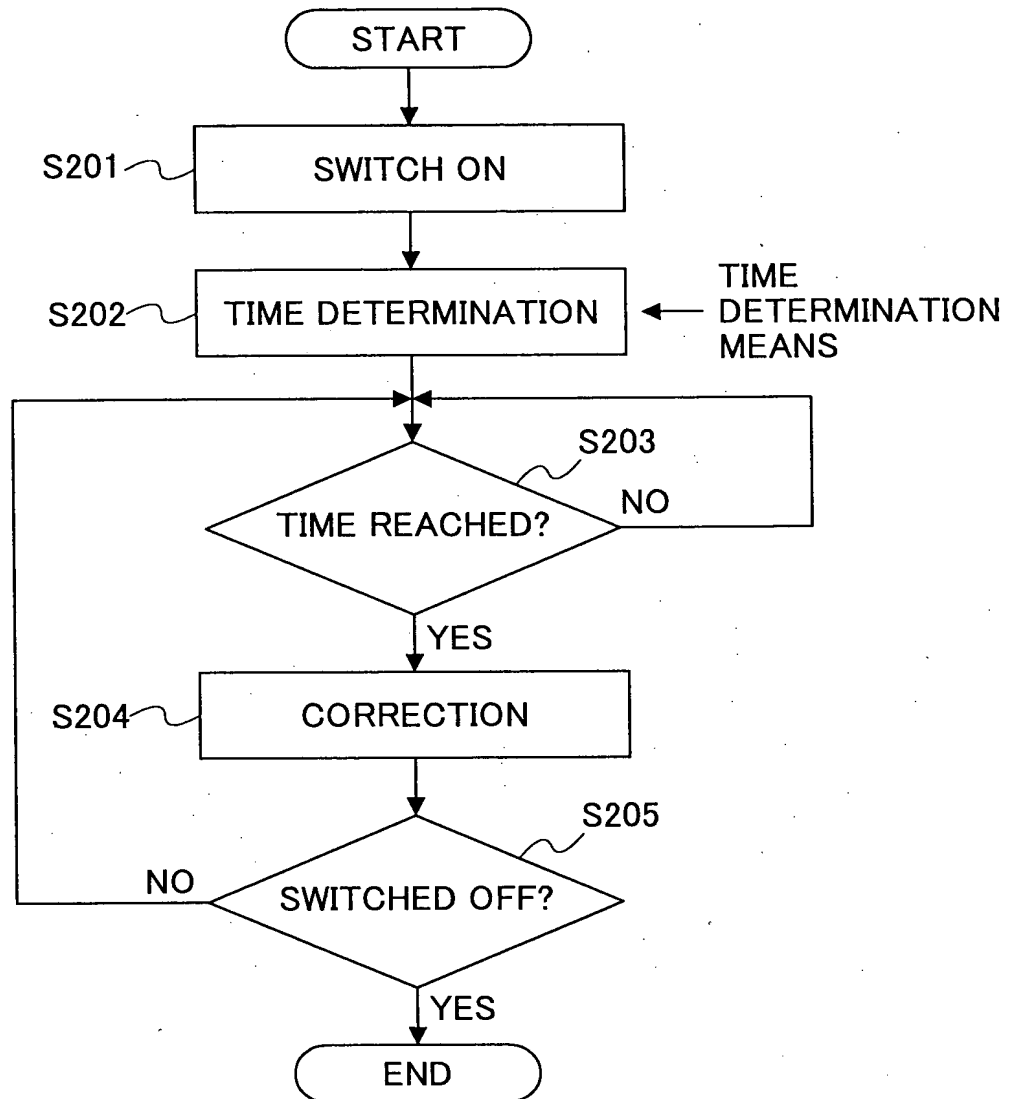 START
S201
SWITCH ON
S202
TIME DETERMINATION
TIME
DETERMINATION
MEANS
S203
TIME REACHED?
NO
YES
S204
CORRECTION
S205
NO
SWITCHED OFF?
YES
END